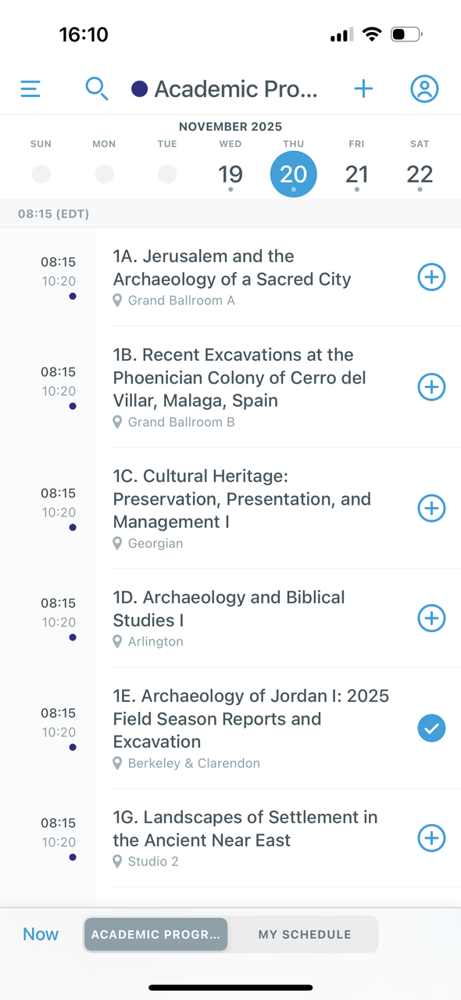 16:10
Academic Pro...
NOVEMBER 2025
SUN MON TUE WED THU FRI SAT
19 20 21 22
08:15 (EDT)
08:15
10:20
1A. Jerusalem and the
Archaeology of a Sacred City
Grand Ballroom A
08:15
10:20
1B. Recent Excavations at the
Phoenician Colony of Cerro del
Villar, Malaga, Spain
Grand Ballroom B
08:15
10:20
1C. Cultural Heritage:
Preservation, Presentation, and
Management I
Georgian
08:15
10:20
1D. Archaeology and Biblical
Studies I
Arlington
08:15
10:20
1E. Archaeology of Jordan I: 2025
Field Season Reports and
Excavation
Berkeley & Clarendon
08:15
10:20
1G. Landscapes of Settlement in
the Ancient Near East
Studio 2
Now ACADEMIC PROGR... MY SCHEDULE